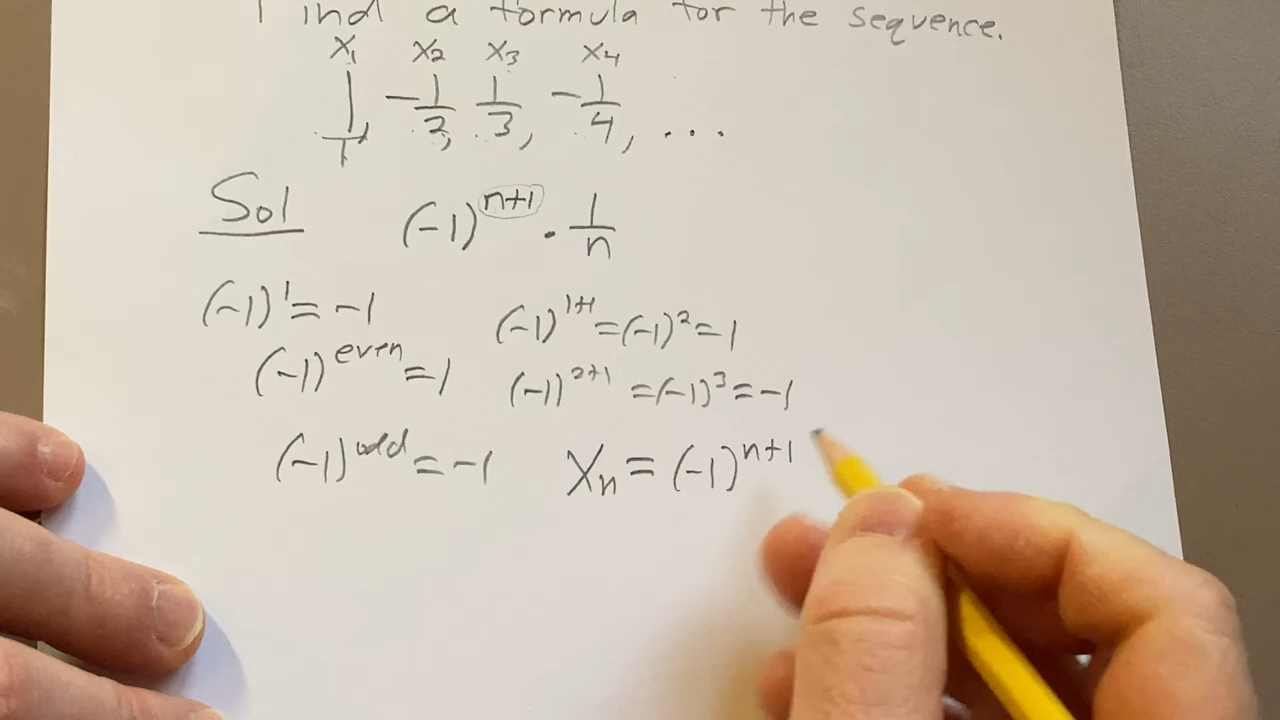 Find a formula for the sequence.
x₁ x₂ x₃ x₄
1/1, -1/2, 1/3, -1/4, ...
Sol (-1)ⁿ⁺¹ · 1/n
(-1)¹ = -1 (-1)¹⁺¹ = (-1)² = 1
(-1)ᵉᵛᵉⁿ = 1 (-1)²⁺¹ = (-1)³ = -1
(-1)ᵒᵈᵈ = -1 xₙ = (-1)ⁿ⁺¹